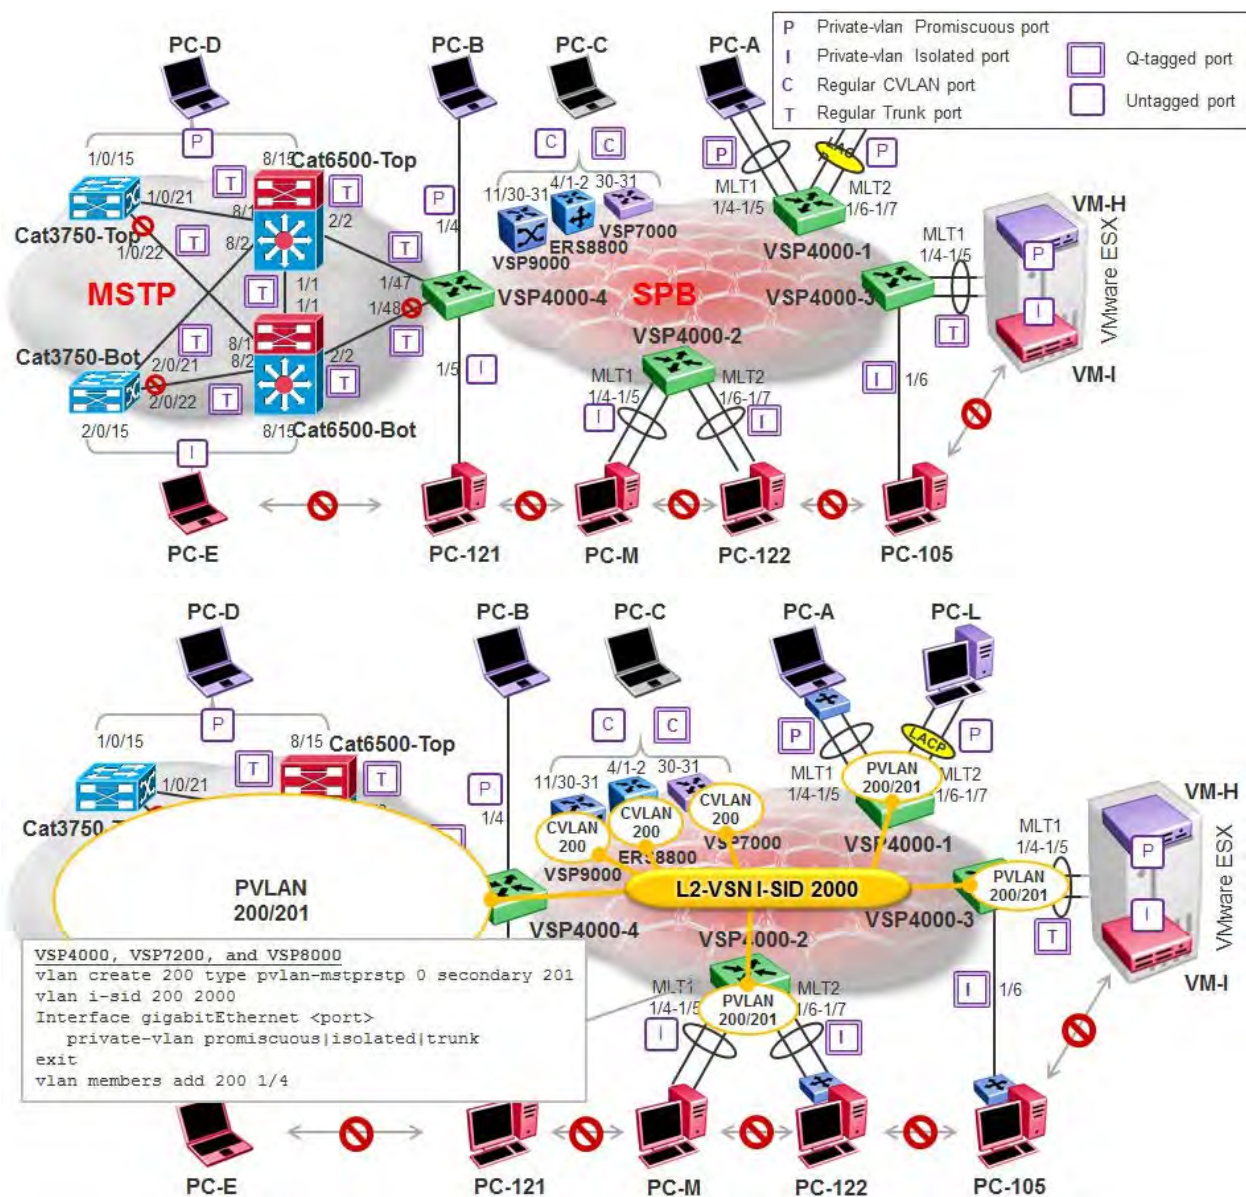 PC-D
PC-B
PC-C
PC-A
P Private-vlan Promiscuous port
I Private-vlan Isolated port
C Regular CVLAN port
T Regular Trunk port
Q-tagged port
Untagged port
P
1/0/15
8/15
Cat6500-Top
T
T
1/0/21
8/1
2/2
Cat3750-Top
1/0/22
T
8/2
P
1/4
C
C
11/30-31
4/1-2
30-31
VSP7000
ERS8800
VSP9000
P
P
MLT1
1/4-1/5
MLT2
1/6-1/7
VSP4000-1
MSTP
1/1
1/1
T
T
1/47
1/48
T
VSP4000-4
SPB
VSP4000-3
VSP4000-2
MLT1
1/4-1/5
T
VM-H
P
I
VM-I
VMware ESX
Cat3750-Bot
T
2/0/21
2/0/22
T
8/1
8/2
2/2
T
Cat6500-Bot
2/0/15
8/15
I
1/5
I
MLT1
1/4-1/5
I
MLT2
1/6-1/7
I
I
1/6
PC-E
PC-121
PC-M
PC-122
PC-105
PC-D
PC-B
PC-C
PC-A
PC-L
P
1/0/15
8/15
Cat6500-Top
T
T
1/0/21
P
1/4
C
C
11/30-31
4/1-2
30-31
CVLAN
200
CVLAN
200
CVLAN
200
VSP7000
ERS8800
VSP9000
P
LACP
P
MLT1
1/4-1/5
PVLAN
200/201
MLT2
1/6-1/7
VSP4000-1
PVLAN
200/201
VSP4000-4
L2-VSN I-SID 2000
VSP4000-3
VSP4000-2
MLT1
1/4-1/5
PVLAN
200/201
T
VM-H
P
I
VM-I
VMware ESX
VSP4000, VSP7200, and VSP8000
vlan create 200 type pvlan-mstprstp 0 secondary 201
vlan i-sid 200 2000
Interface gigabitEthernet <port>
private-vlan promiscuous|isolated|trunk
exit
vlan members add 200 1/4
MLT1
1/4-1/5
I
PVLAN
200/201
MLT2
1/6-1/7
I
I
1/6
PC-E
PC-121
PC-M
PC-122
PC-105